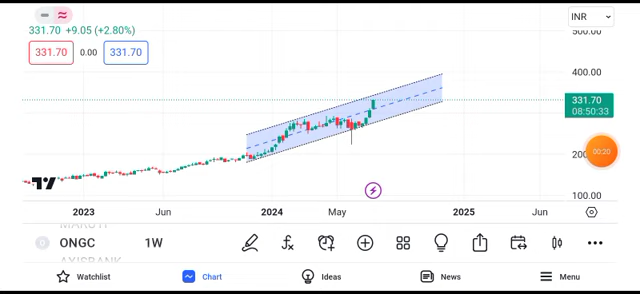 INR
331.70 +9.05 (+2.80%)
331.70 0.00 331.70
500.00
400.00
331.70
08:50:33
00:20
200
100.00
2023 Jun 2024 May 2025 Jun
MARUTI
ONGC 1W
AXISBANK
Watchlist Chart Ideas News Menu